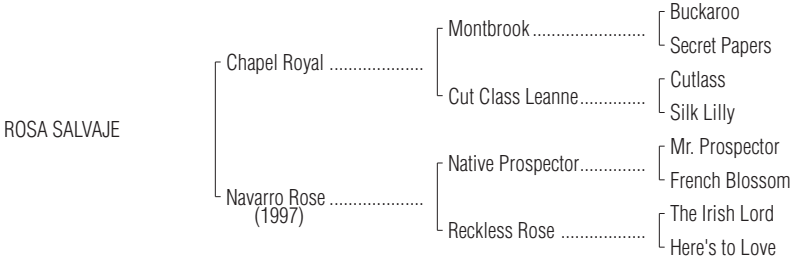 Buckaroo
Montbrook ........................
Secret Papers
Chapel Royal ....................
Cutlass
Cut Class Leanne..............
Silk Lilly
ROSA SALVAJE
Mr. Prospector
Native Prospector..............
French Blossom
Navarro Rose ....................
(1997)
The Irish Lord
Reckless Rose ..................
Here's to Love